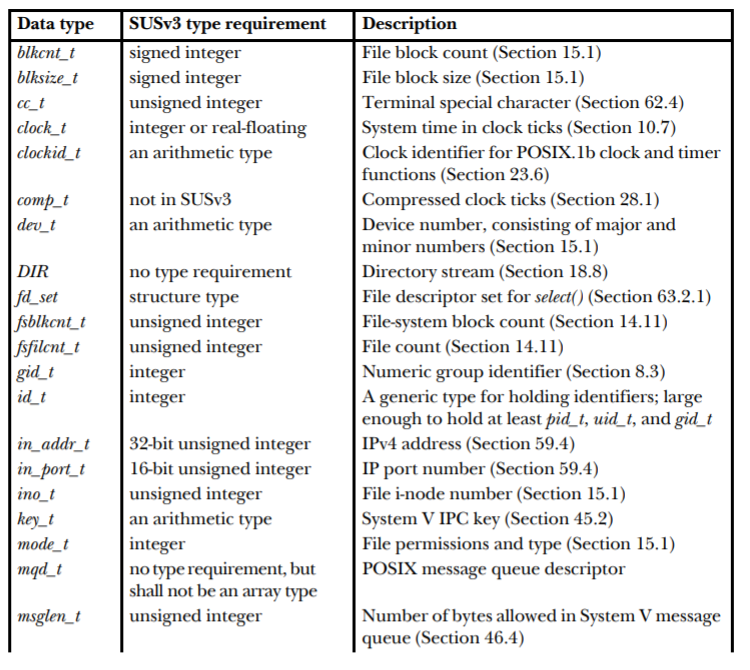 Data type SUSv3 type requirement Description
blkcnt_t signed integer File block count (Section 15.1)
blksize_t signed integer File block size (Section 15.1)
cc_t unsigned integer Terminal special character (Section 62.4)
clock_t integer or real-floating System time in clock ticks (Section 10.7)
clockid_t an arithmetic type Clock identifier for POSIX.1b clock and timer
functions (Section 23.6)
comp_t not in SUSv3 Compressed clock ticks (Section 28.1)
dev_t an arithmetic type Device number, consisting of major and
minor numbers (Section 15.1)
DIR no type requirement Directory stream (Section 18.8)
fd_set structure type File descriptor set for select() (Section 63.2.1)
fsblkcnt_t unsigned integer File-system block count (Section 14.11)
fsfilcnt_t unsigned integer File count (Section 14.11)
gid_t integer Numeric group identifier (Section 8.3)
id_t integer A generic type for holding identifiers; large
enough to hold at least pid_t, uid_t, and gid_t
in_addr_t 32-bit unsigned integer IPv4 address (Section 59.4)
in_port_t 16-bit unsigned integer IP port number (Section 59.4)
ino_t unsigned integer File i-node number (Section 15.1)
key_t an arithmetic type System V IPC key (Section 45.2)
mode_t integer File permissions and type (Section 15.1)
mqd_t no type requirement, but POSIX message queue descriptor
shall not be an array type
msglen_t unsigned integer Number of bytes allowed in System V message
queue (Section 46.4)